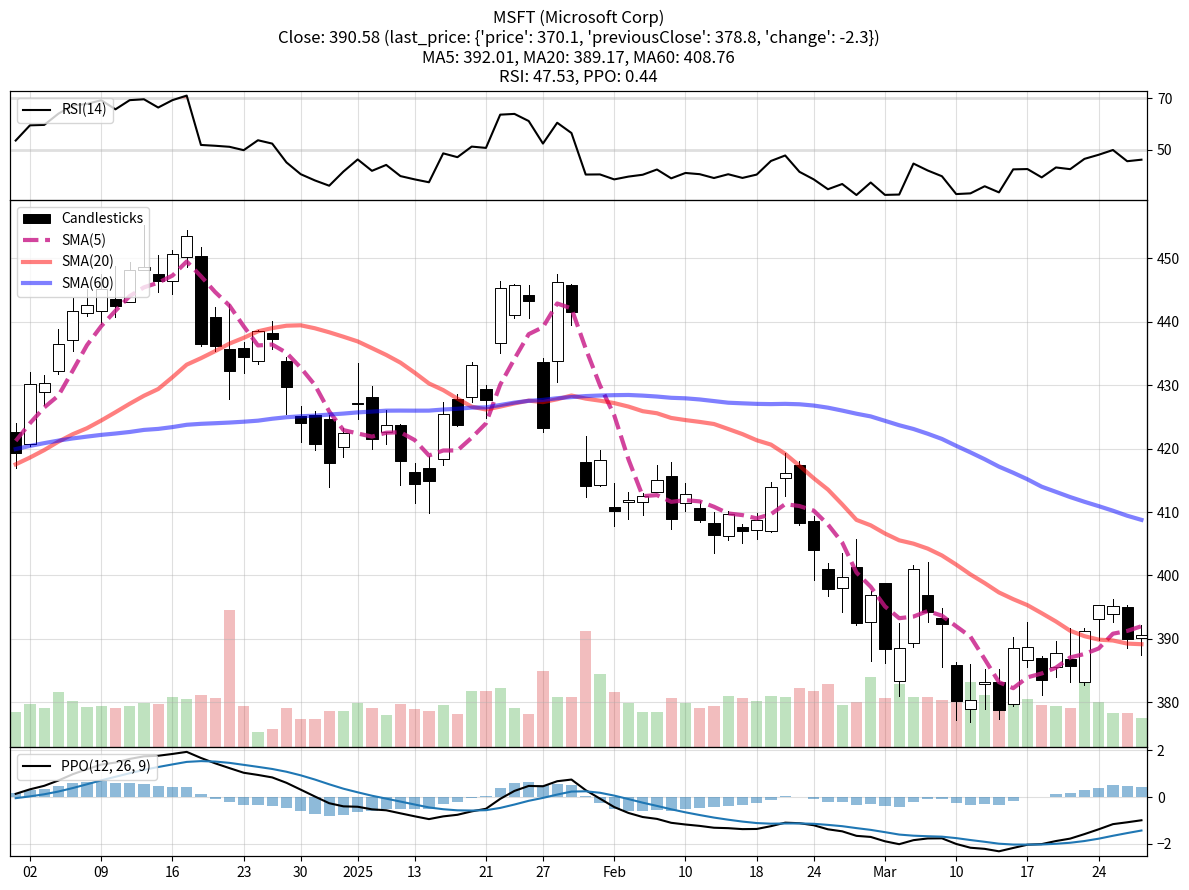 MSFT (Microsoft Corp)
Close: 390.58 (last_price: {'price': 370.1, 'previousClose': 378.8, 'change': -2.3})
MA5: 392.01, MA20: 389.17, MA60: 408.76
RSI: 47.53, PPO: 0.44
RSI(14)
70
50
Candlesticks
SMA(5)
SMA(20)
SMA(60)
450
440
430
420
410
400
390
380
PPO(12, 26, 9)
2
0
−2
02 09 16 23 30 2025 13 21 27 Feb 10 18 24 Mar 10 17 24